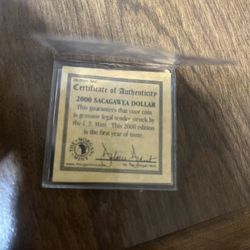 Certificate of Authenticity
2000 SACAGAWEA DOLLAR
This guarantees that your coin
is genuine legal tender struck by
the U.S. Mint. This 2000 edition
is the first year of issue.